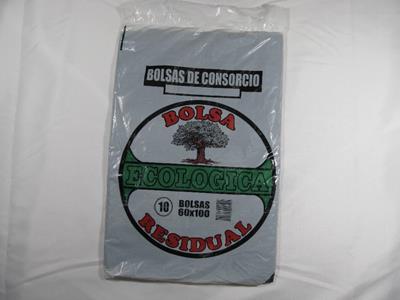 BOLSAS DE CONSORCIO
BOLSA
ECOLOGICA
10 BOLSAS
60x100
RESIDUAL